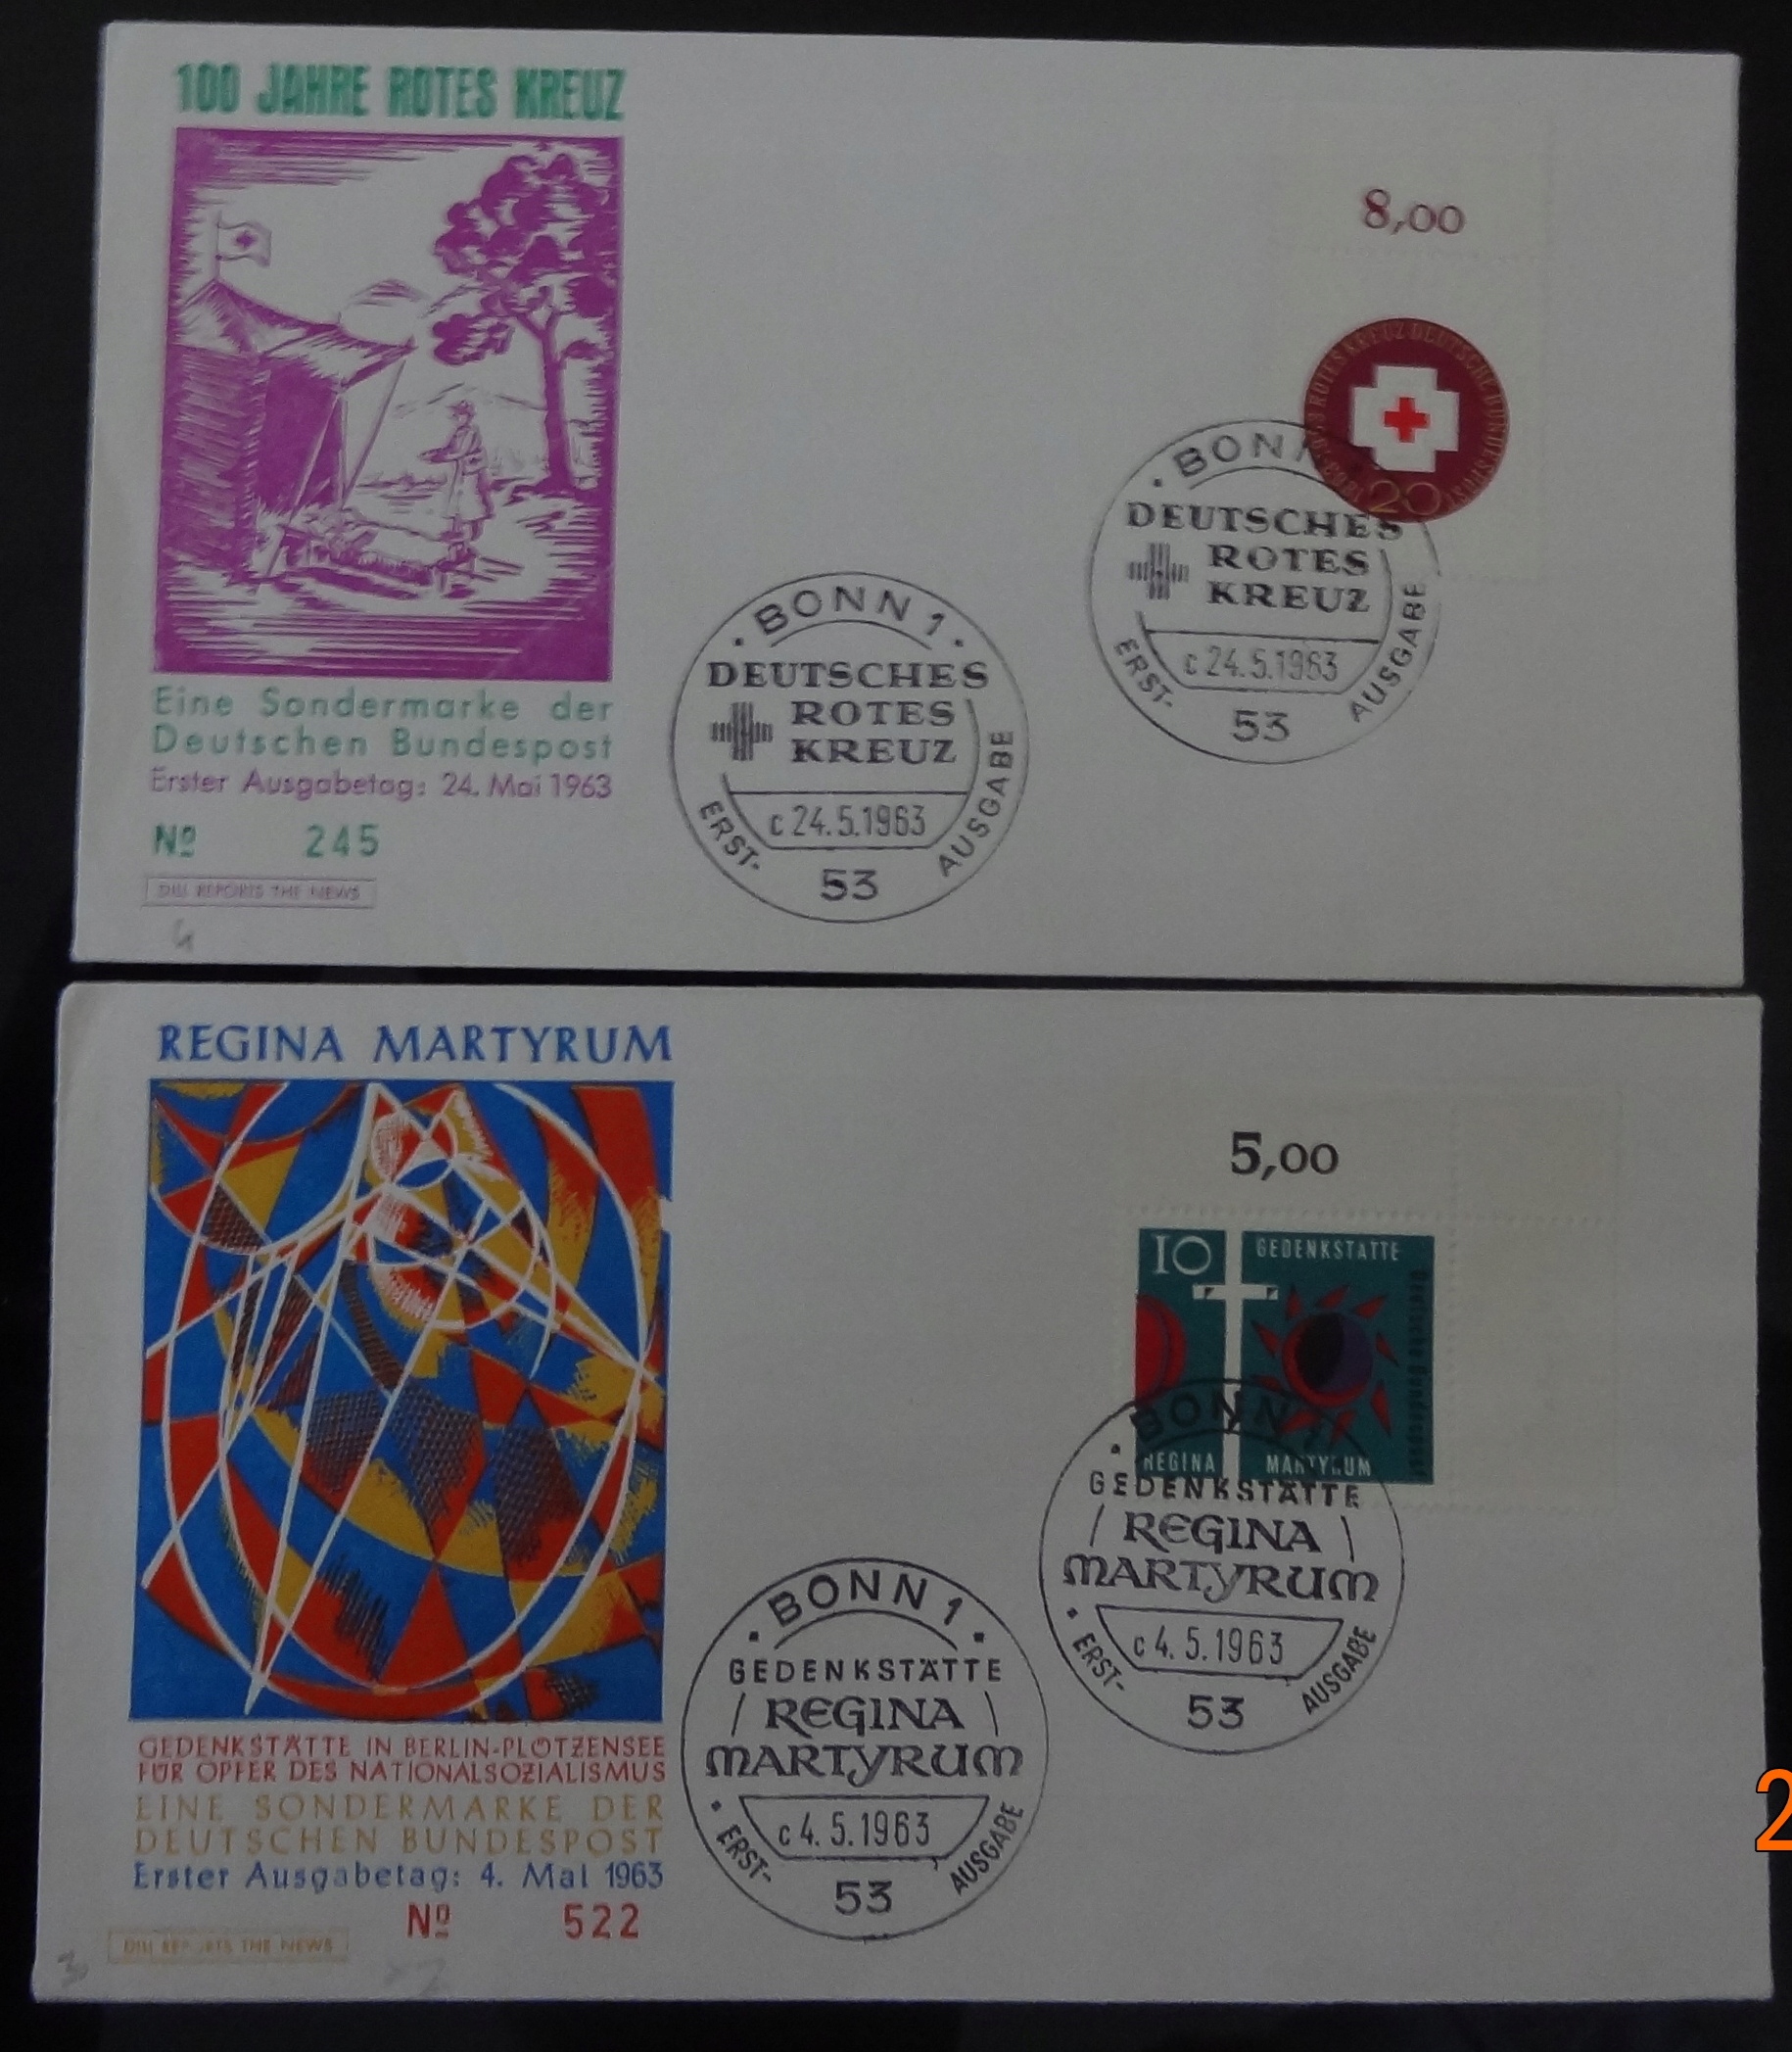 100 JAHRE ROTES KREUZ
Eine Sondermarke der
Deutschen Bundespost
Erster Ausgabetag: 24. Mai 1963
Nº 245
REPORTS THE NEWS
4
8,00
ROTES KREUZ DEUTSCHE BUNDESPOST
20
BONN
DEUTSCHES
ROTES
KREUZ
c 24.5.1963
ERST- AUSGABE
53
BONN 1
DEUTSCHES
ROTES
KREUZ
c 24.5.1963
ERST- AUSGABE
53
REGINA MARTYRUM
GEDENKSTÄTTE IN BERLIN-PLÖTZENSEE
FÜR OPFER DES NATIONALSOZIALISMUS
EINE SONDERMARKE DER
DEUTSCHEN BUNDESPOST
Erster Ausgabetag: 4. Mai 1963
Nº 522
THE NEWS
3
5,00
10
GEDENKSTÄTTE
Deutsche Bundespost
REGINA MARTYRUM
BONN 1
GEDENKSTÄTTE
REGINA
MARTYRUM
c 4.5.1963
ERST- AUSGABE
53
BONN 1
GEDENKSTÄTTE
REGINA
MARTYRUM
c 4.5.1963
ERST- AUSGABE
53
2